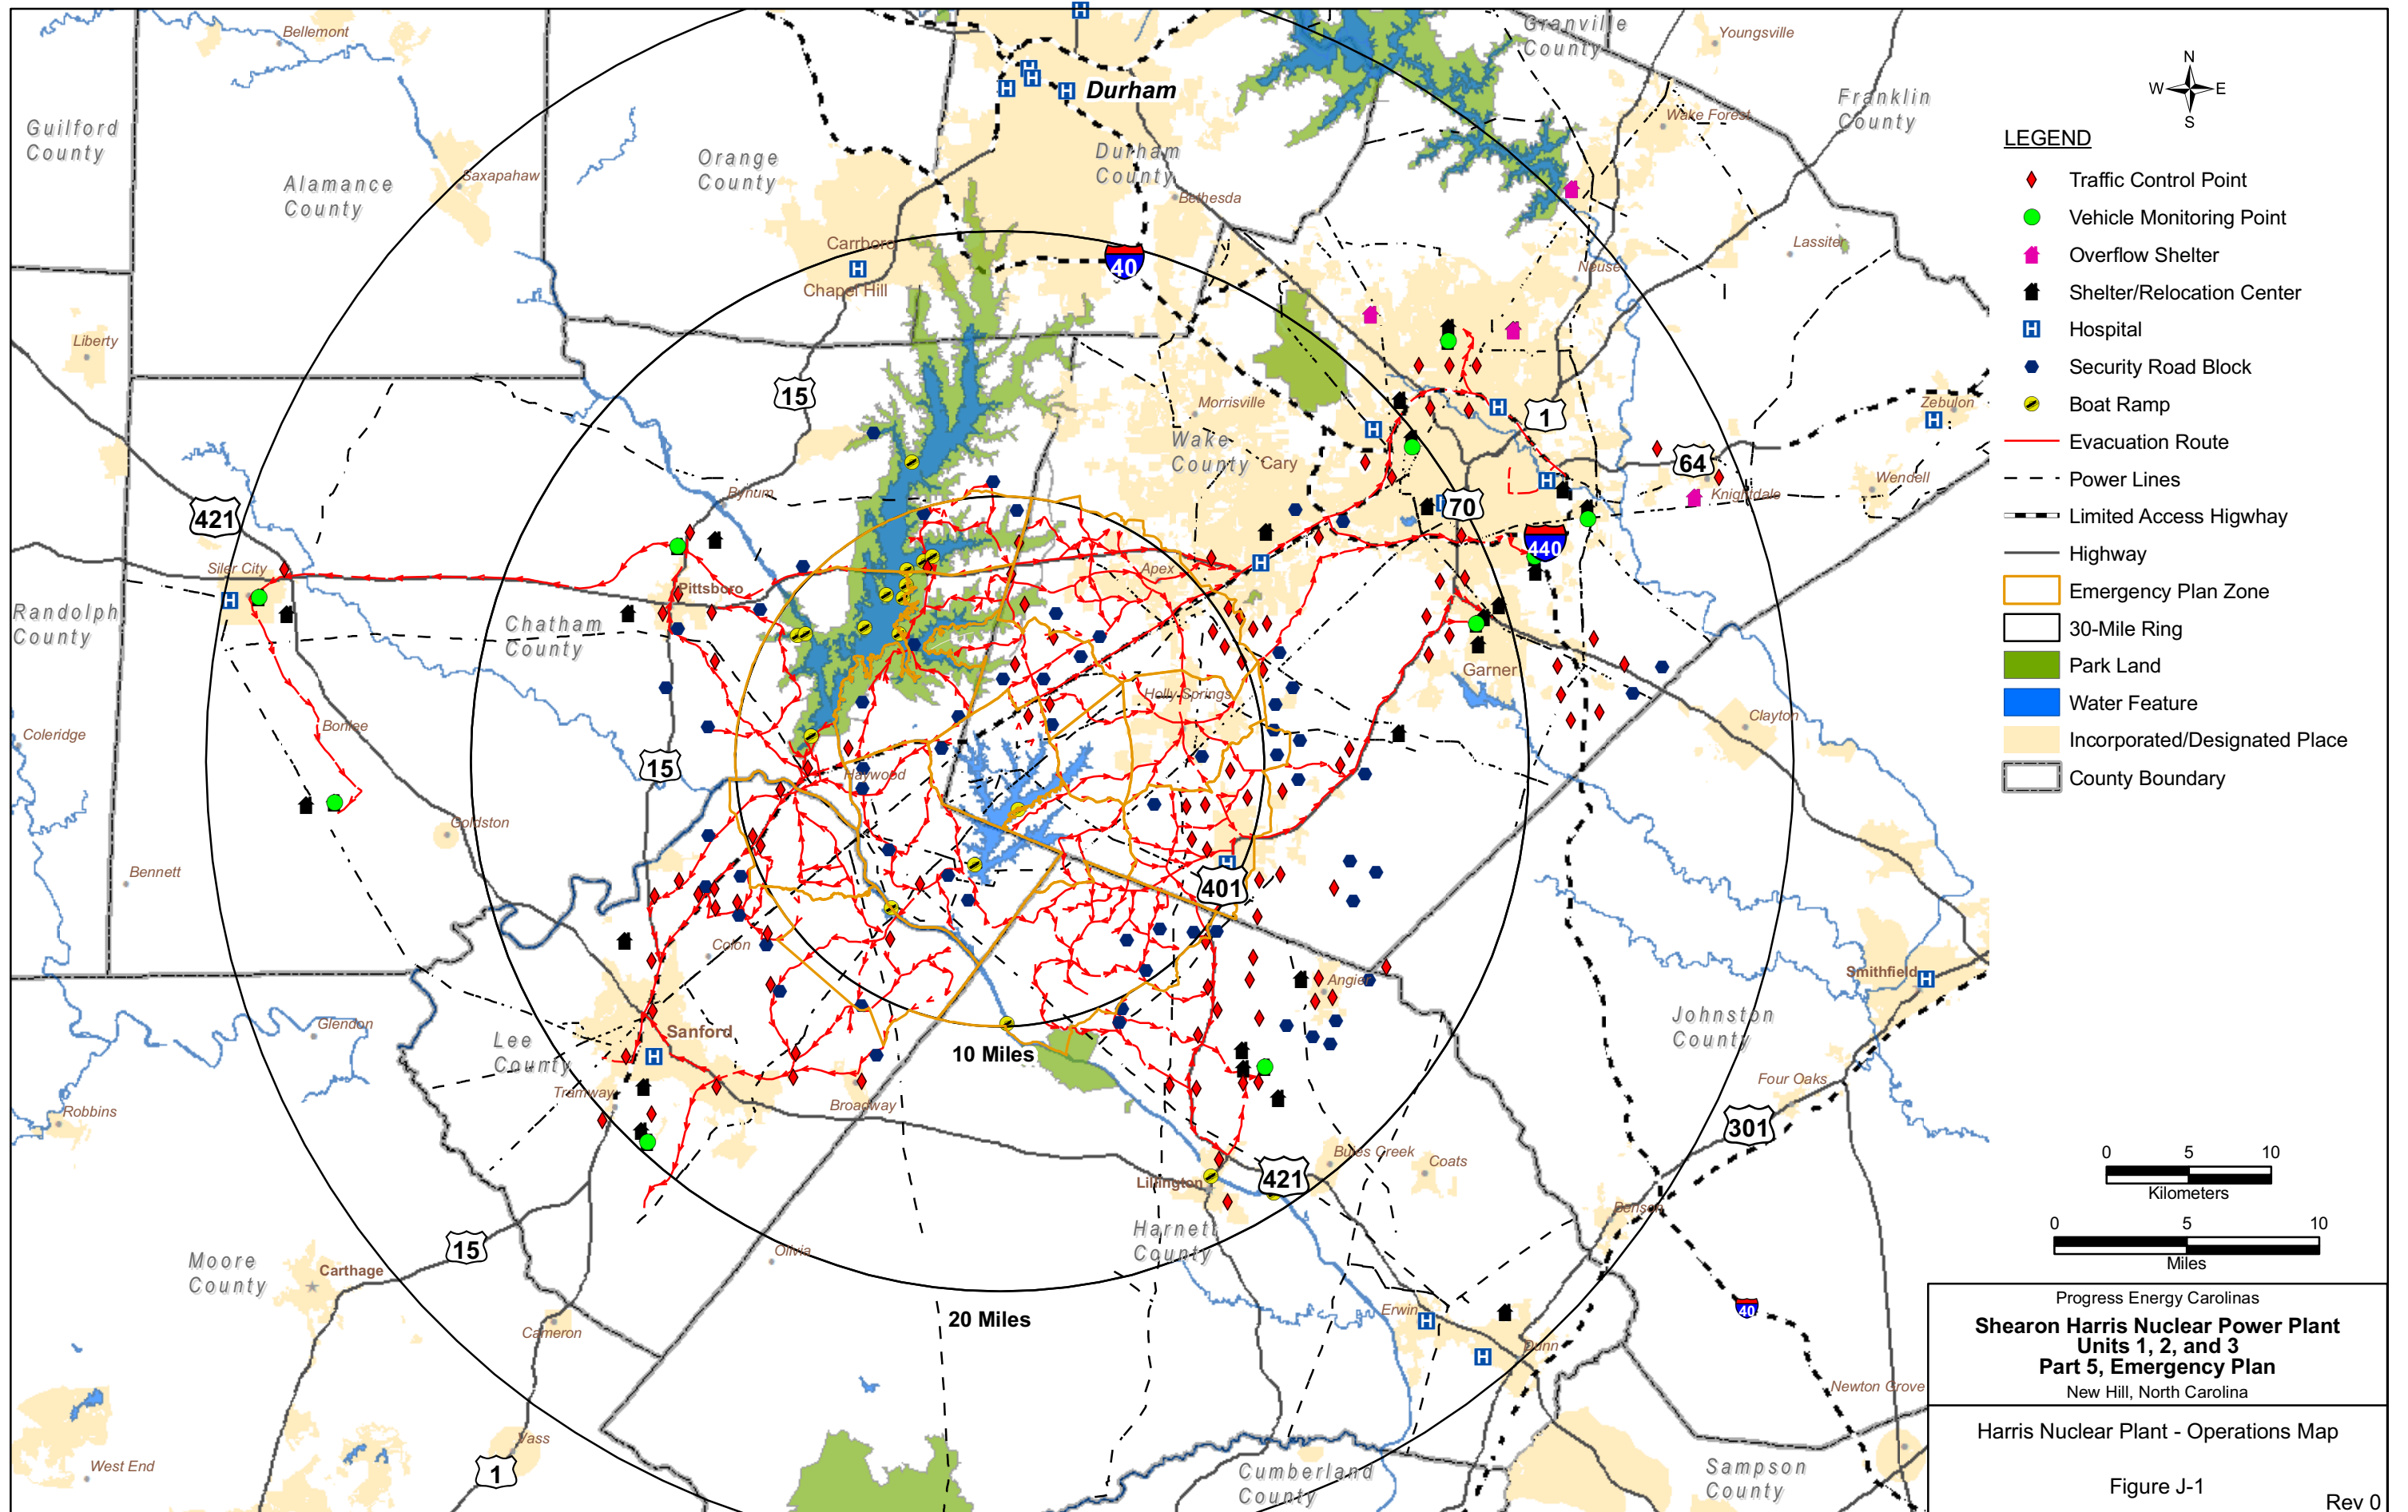 Bellemont
Granville
County
Youngsville
N
W E
S
Franklin
County
Wake Forest
Durham
Guilford
County
Orange
County
Durham
County
LEGEND
Alamance
County
Saxapahaw
Bethesda
Traffic Control Point
Vehicle Monitoring Point
Overflow Shelter
Shelter/Relocation Center
Hospital
Security Road Block
Boat Ramp
Evacuation Route
Power Lines
Limited Access Higwhay
Highway
Emergency Plan Zone
30-Mile Ring
Park Land
Water Feature
Incorporated/Designated Place
County Boundary
Carrboro
Chapel Hill
40
Lassiter
Neuse
Liberty
15
Morrisville
1
Zebulon
Wake
County
Cary
64
Wendell
Knightdale
Bynum
70
421
440
Siler City
Apex
Pittsboro
Randolph
County
Chatham
County
Garner
Holly Springs
Clayton
Bonlee
Coleridge
15
Haywood
Goldston
Bennett
401
Colon
Angier
Smithfield
Glendon
Sanford
Johnston
County
Lee
County
10 Miles
Four Oaks
Tramway
Broadway
Robbins
301
Buies Creek
Coats
421
Lillington
Benson
Harnett
County
0 5 10
Kilometers
0 5 10
Miles
15
Olivia
Moore
County
Carthage
20 Miles
Erwin
40
Cameron
Dunn
Newton Grove
Vass
West End
1
Cumberland
County
Sampson
County
Progress Energy Carolinas
Shearon Harris Nuclear Power Plant
Units 1, 2, and 3
Part 5, Emergency Plan
New Hill, North Carolina
Harris Nuclear Plant - Operations Map
Figure J-1
Rev 0